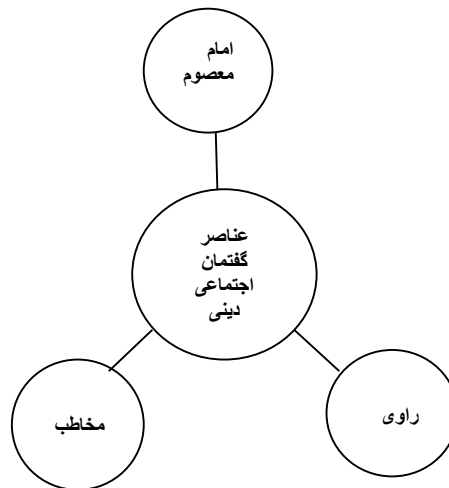 امام
معصوم
عناصر
گفتمان
اجتماعی
دینی
راوی
مخاطب